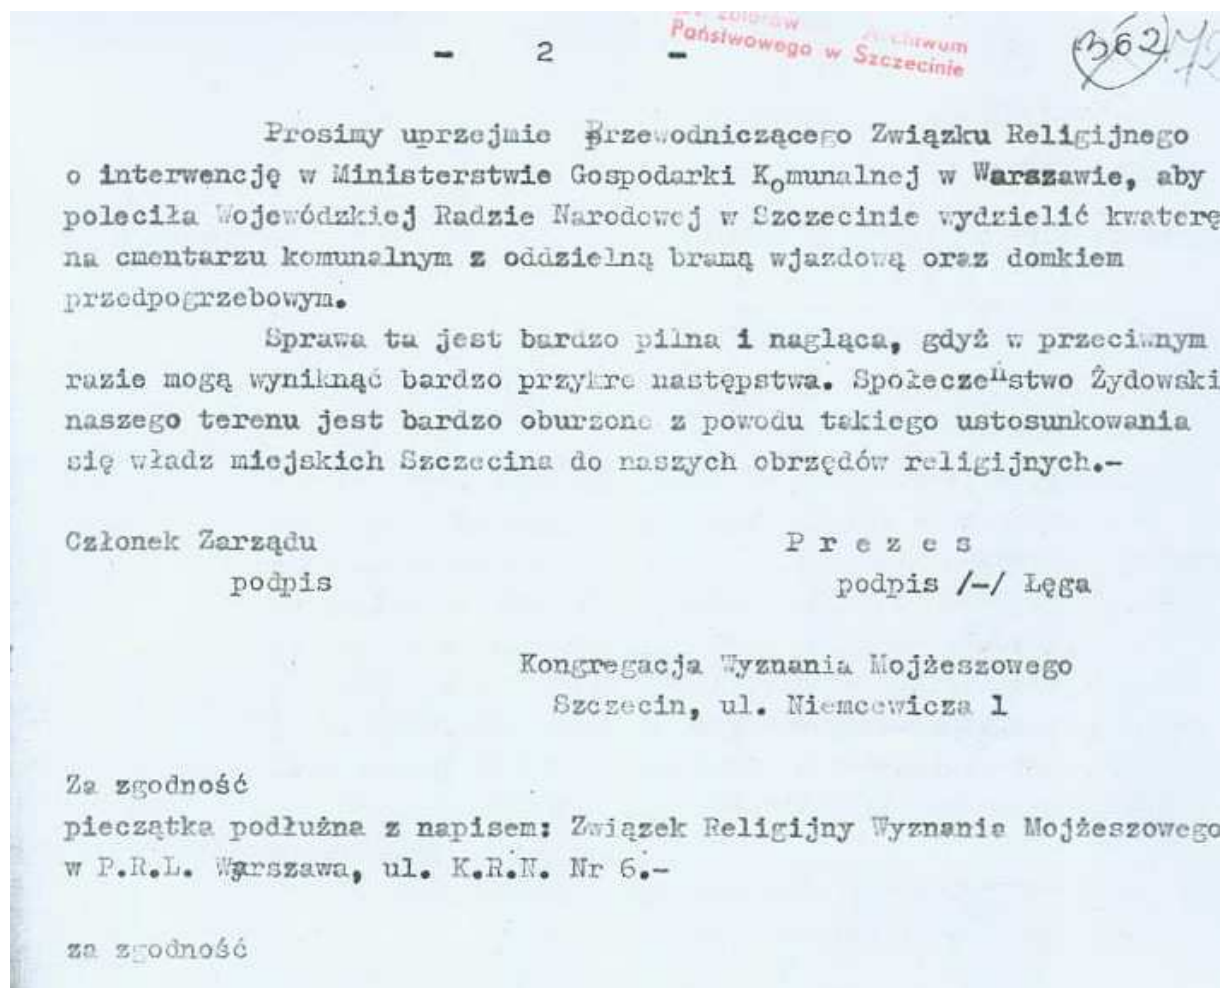 Ze zbiorów Archiwum
Państwowego w Szczecinie
362
72
- 2 -
Prosimy uprzejmie Przewodniczącego Związku Religijnego
o interwencję w Ministerstwie Gospodarki Komunalnej w Warszawie, aby
poleciła Wojewódzkiej Radzie Narodowej w Szczecinie wydzielić kwaterę
na cmentarzu komunalnym z oddzielną bramą wjazdową oraz domkiem
przedpogrzebowym.
Sprawa ta jest bardzo pilna i nagląca, gdyż w przeciwnym
razie mogą wyniknąć bardzo przykre następstwa. Społeczeństwo Żydowski
naszego terenu jest bardzo oburzone z powodu takiego ustosunkowania
się władz miejskich Szczecina do naszych obrzędów religijnych.-
Członek Zarządu
podpis
P r e z e s
podpis /-/ Łęga
Kongregacja Wyznania Mojżeszowego
Szczecin, ul. Niemcewicza 1
Za zgodność
pieczątka podłużna z napisem: Związek Religijny Wyznania Mojżeszowego
w P.R.L. Warszawa, ul. K.R.N. Nr 6.-
za zgodność